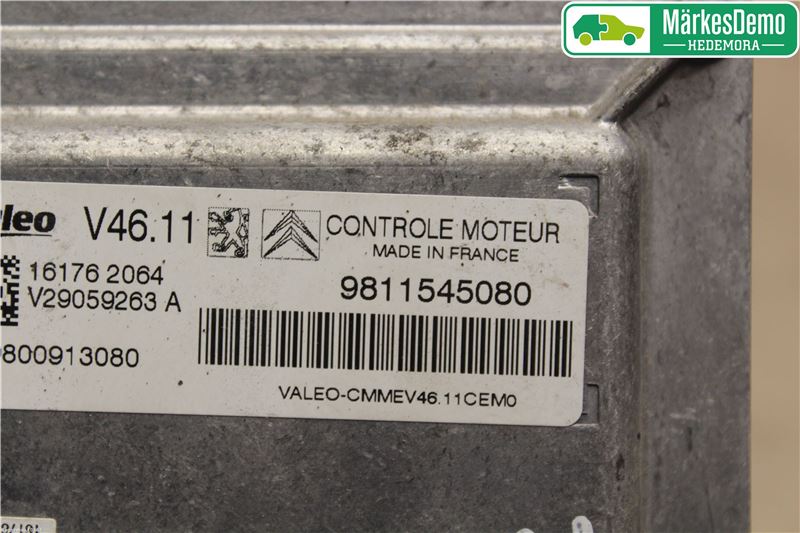 MärkesDemo
HEDEMORA
V46.11
CONTROLE MOTEUR
MADE IN FRANCE
16176 2064
9811545080
V29059263 A
800913080
VALEO-CMMEV46.11CEM0